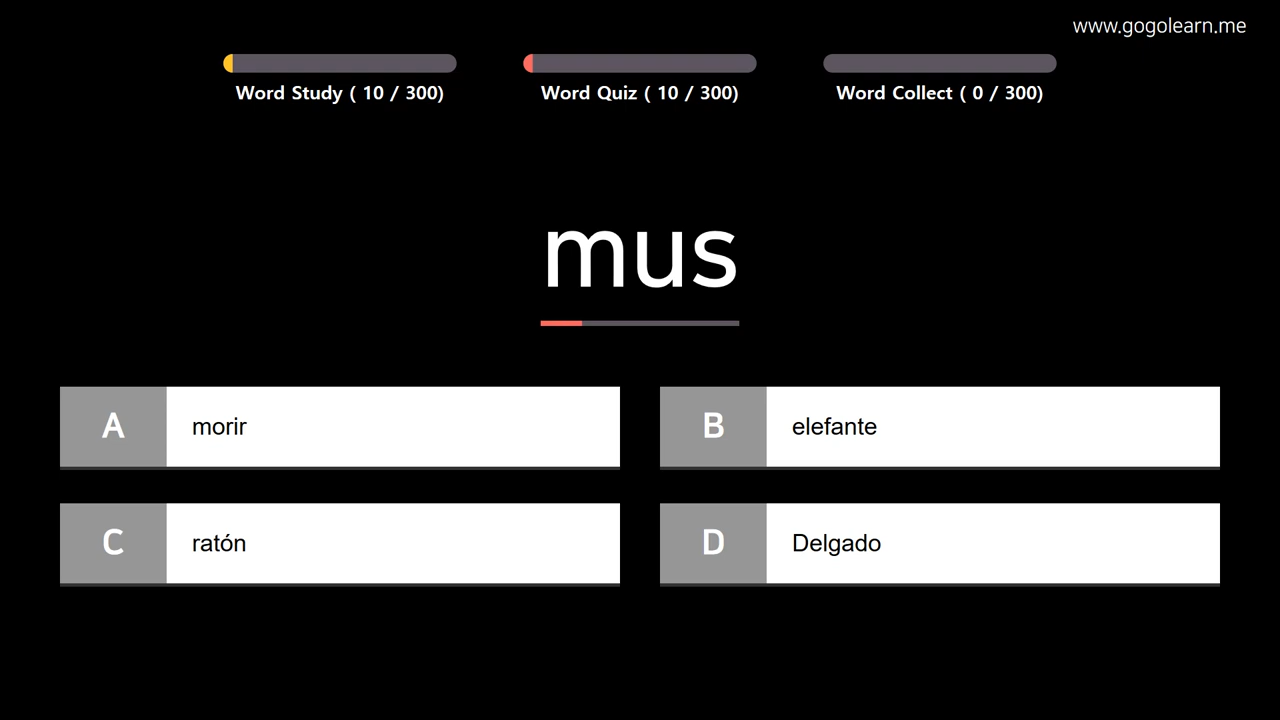 www.gogolearn.me
Word Study ( 10 / 300)
Word Quiz ( 10 / 300)
Word Collect ( 0 / 300)
mus
A morir
B elefante
C ratón
D Delgado